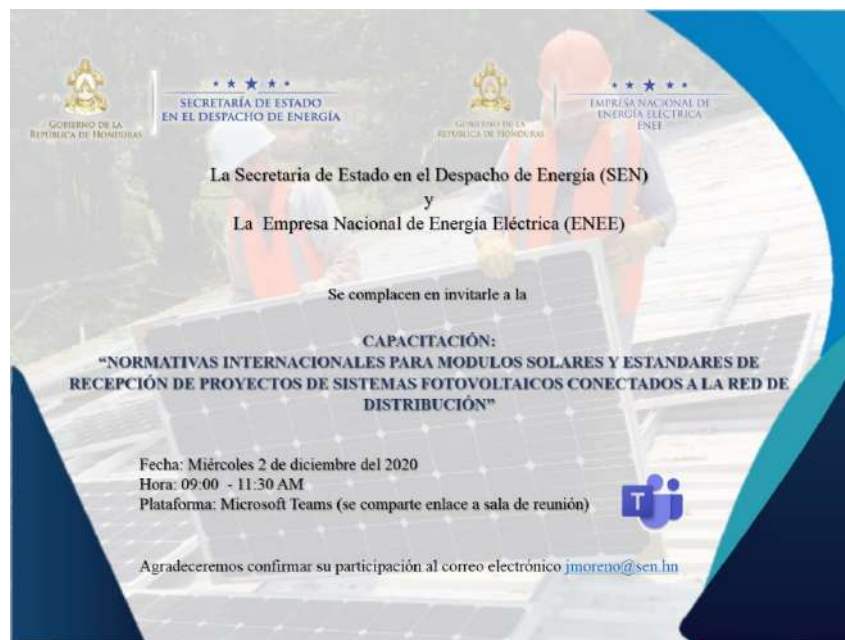 GOBIERNO DE LA
REPÚBLICA DE HONDURAS
SECRETARÍA DE ESTADO
EN EL DESPACHO DE ENERGÍA
GOBIERNO DE LA
REPÚBLICA DE HONDURAS
EMPRESA NACIONAL DE
ENERGÍA ELÉCTRICA
ENEE
La Secretaria de Estado en el Despacho de Energía (SEN)
y
La Empresa Nacional de Energía Eléctrica (ENEE)
Se complacen en invitarle a la
CAPACITACIÓN:
“NORMATIVAS INTERNACIONALES PARA MODULOS SOLARES Y ESTANDARES DE
RECEPCIÓN DE PROYECTOS DE SISTEMAS FOTOVOLTAICOS CONECTADOS A LA RED DE
DISTRIBUCIÓN”
Fecha: Miércoles 2 de diciembre del 2020
Hora: 09:00 - 11:30 AM
Plataforma: Microsoft Teams (se comparte enlace a sala de reunión)
T
Agradeceremos confirmar su participación al correo electrónico jmoreno@sen.hn